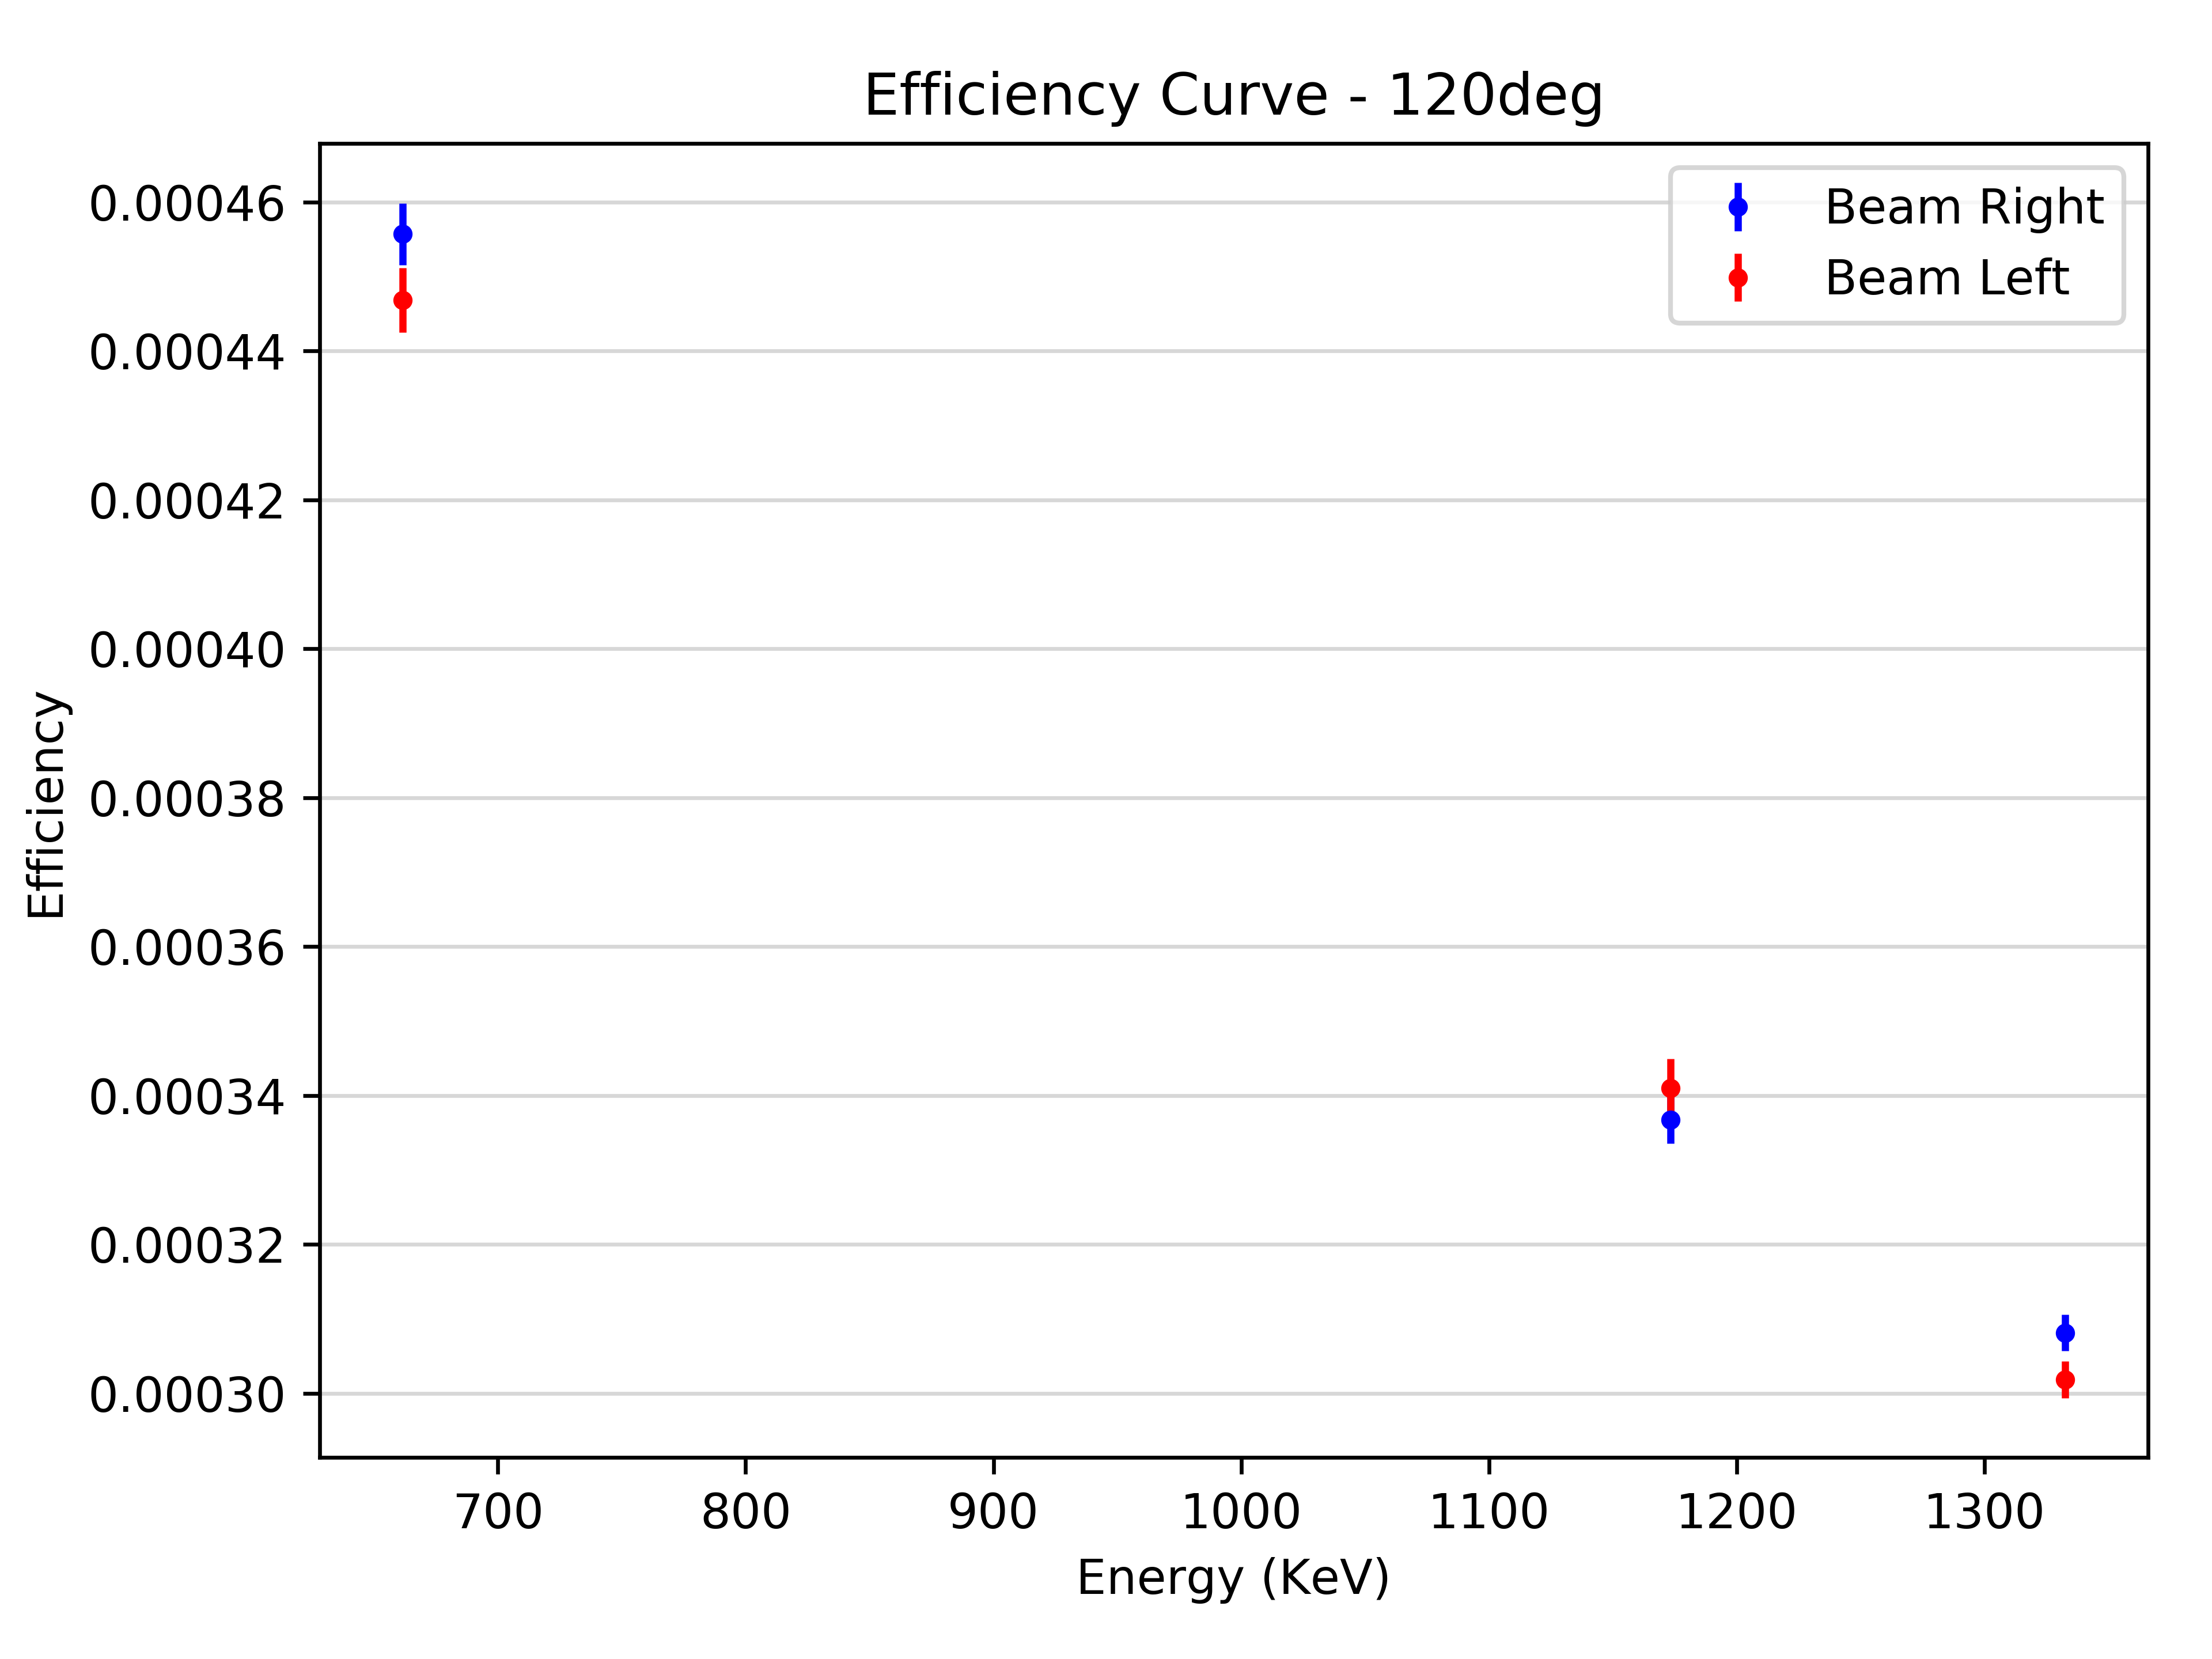 Efficiency Curve - 120deg
Beam Right
Beam Left
0.00046
0.00044
0.00042
0.00040
0.00038
0.00036
0.00034
0.00032
0.00030
Efficiency
700 800 900 1000 1100 1200 1300
Energy (KeV)